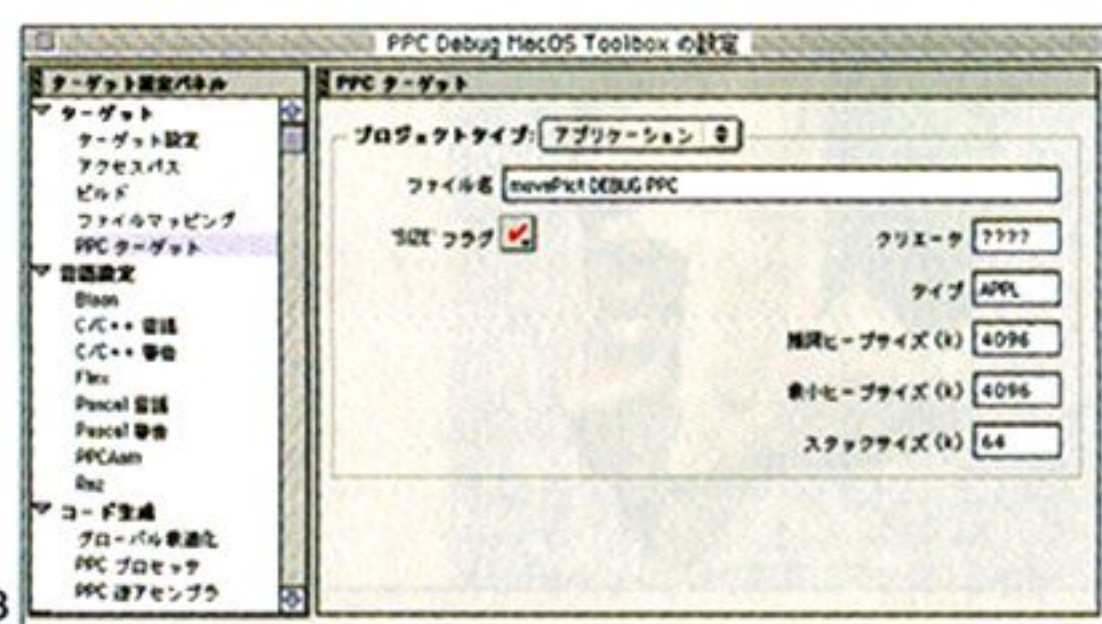 PPC Debug MacOS Toolbox の設定
ターゲット設定パネル
ターゲット
ターゲット設定
アクセスパス
ビルド
ファイルマッピング
PPC ターゲット
言語設定
Bison
C/C++ 言語
C/C++ 警告
Flex
Pascal 言語
Pascal 警告
PPCAsm
Rez
コード生成
グローバル最適化
PPC プロセッサ
PPC 逆アセンブラ
PPC ターゲット
プロジェクトタイプ: アプリケーション
ファイル名 movePict DEBUG PPC
'SIZE' フラグ
クリエータ ????
タイプ APPL
推奨ヒープサイズ (k) 4096
最小ヒープサイズ (k) 4096
スタックサイズ (k) 64